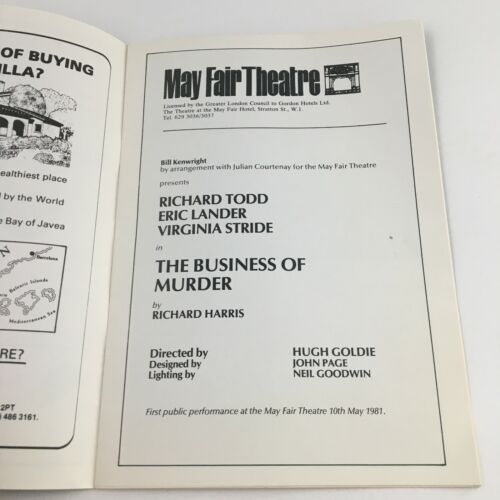 OF BUYING
ILLA?
ealthiest place
d by the World
e Bay of Javea
Barcelona
Balearic Islands
Mediterranean Sea
RE?
2PT
486 3161.
May Fair Theatre
Licensed by the Greater London Council to Gordon Hotels Ltd.
The Theatre at the May Fair Hotel, Stratton St., W.1.
Tel. 629 3036/3037
Bill Kenwright
by arrangement with Julian Courtenay for the May Fair Theatre
presents
RICHARD TODD
ERIC LANDER
VIRGINIA STRIDE
in
THE BUSINESS OF
MURDER
by
RICHARD HARRIS
Directed by HUGH GOLDIE
Designed by JOHN PAGE
Lighting by NEIL GOODWIN
First public performance at the May Fair Theatre 10th May 1981.